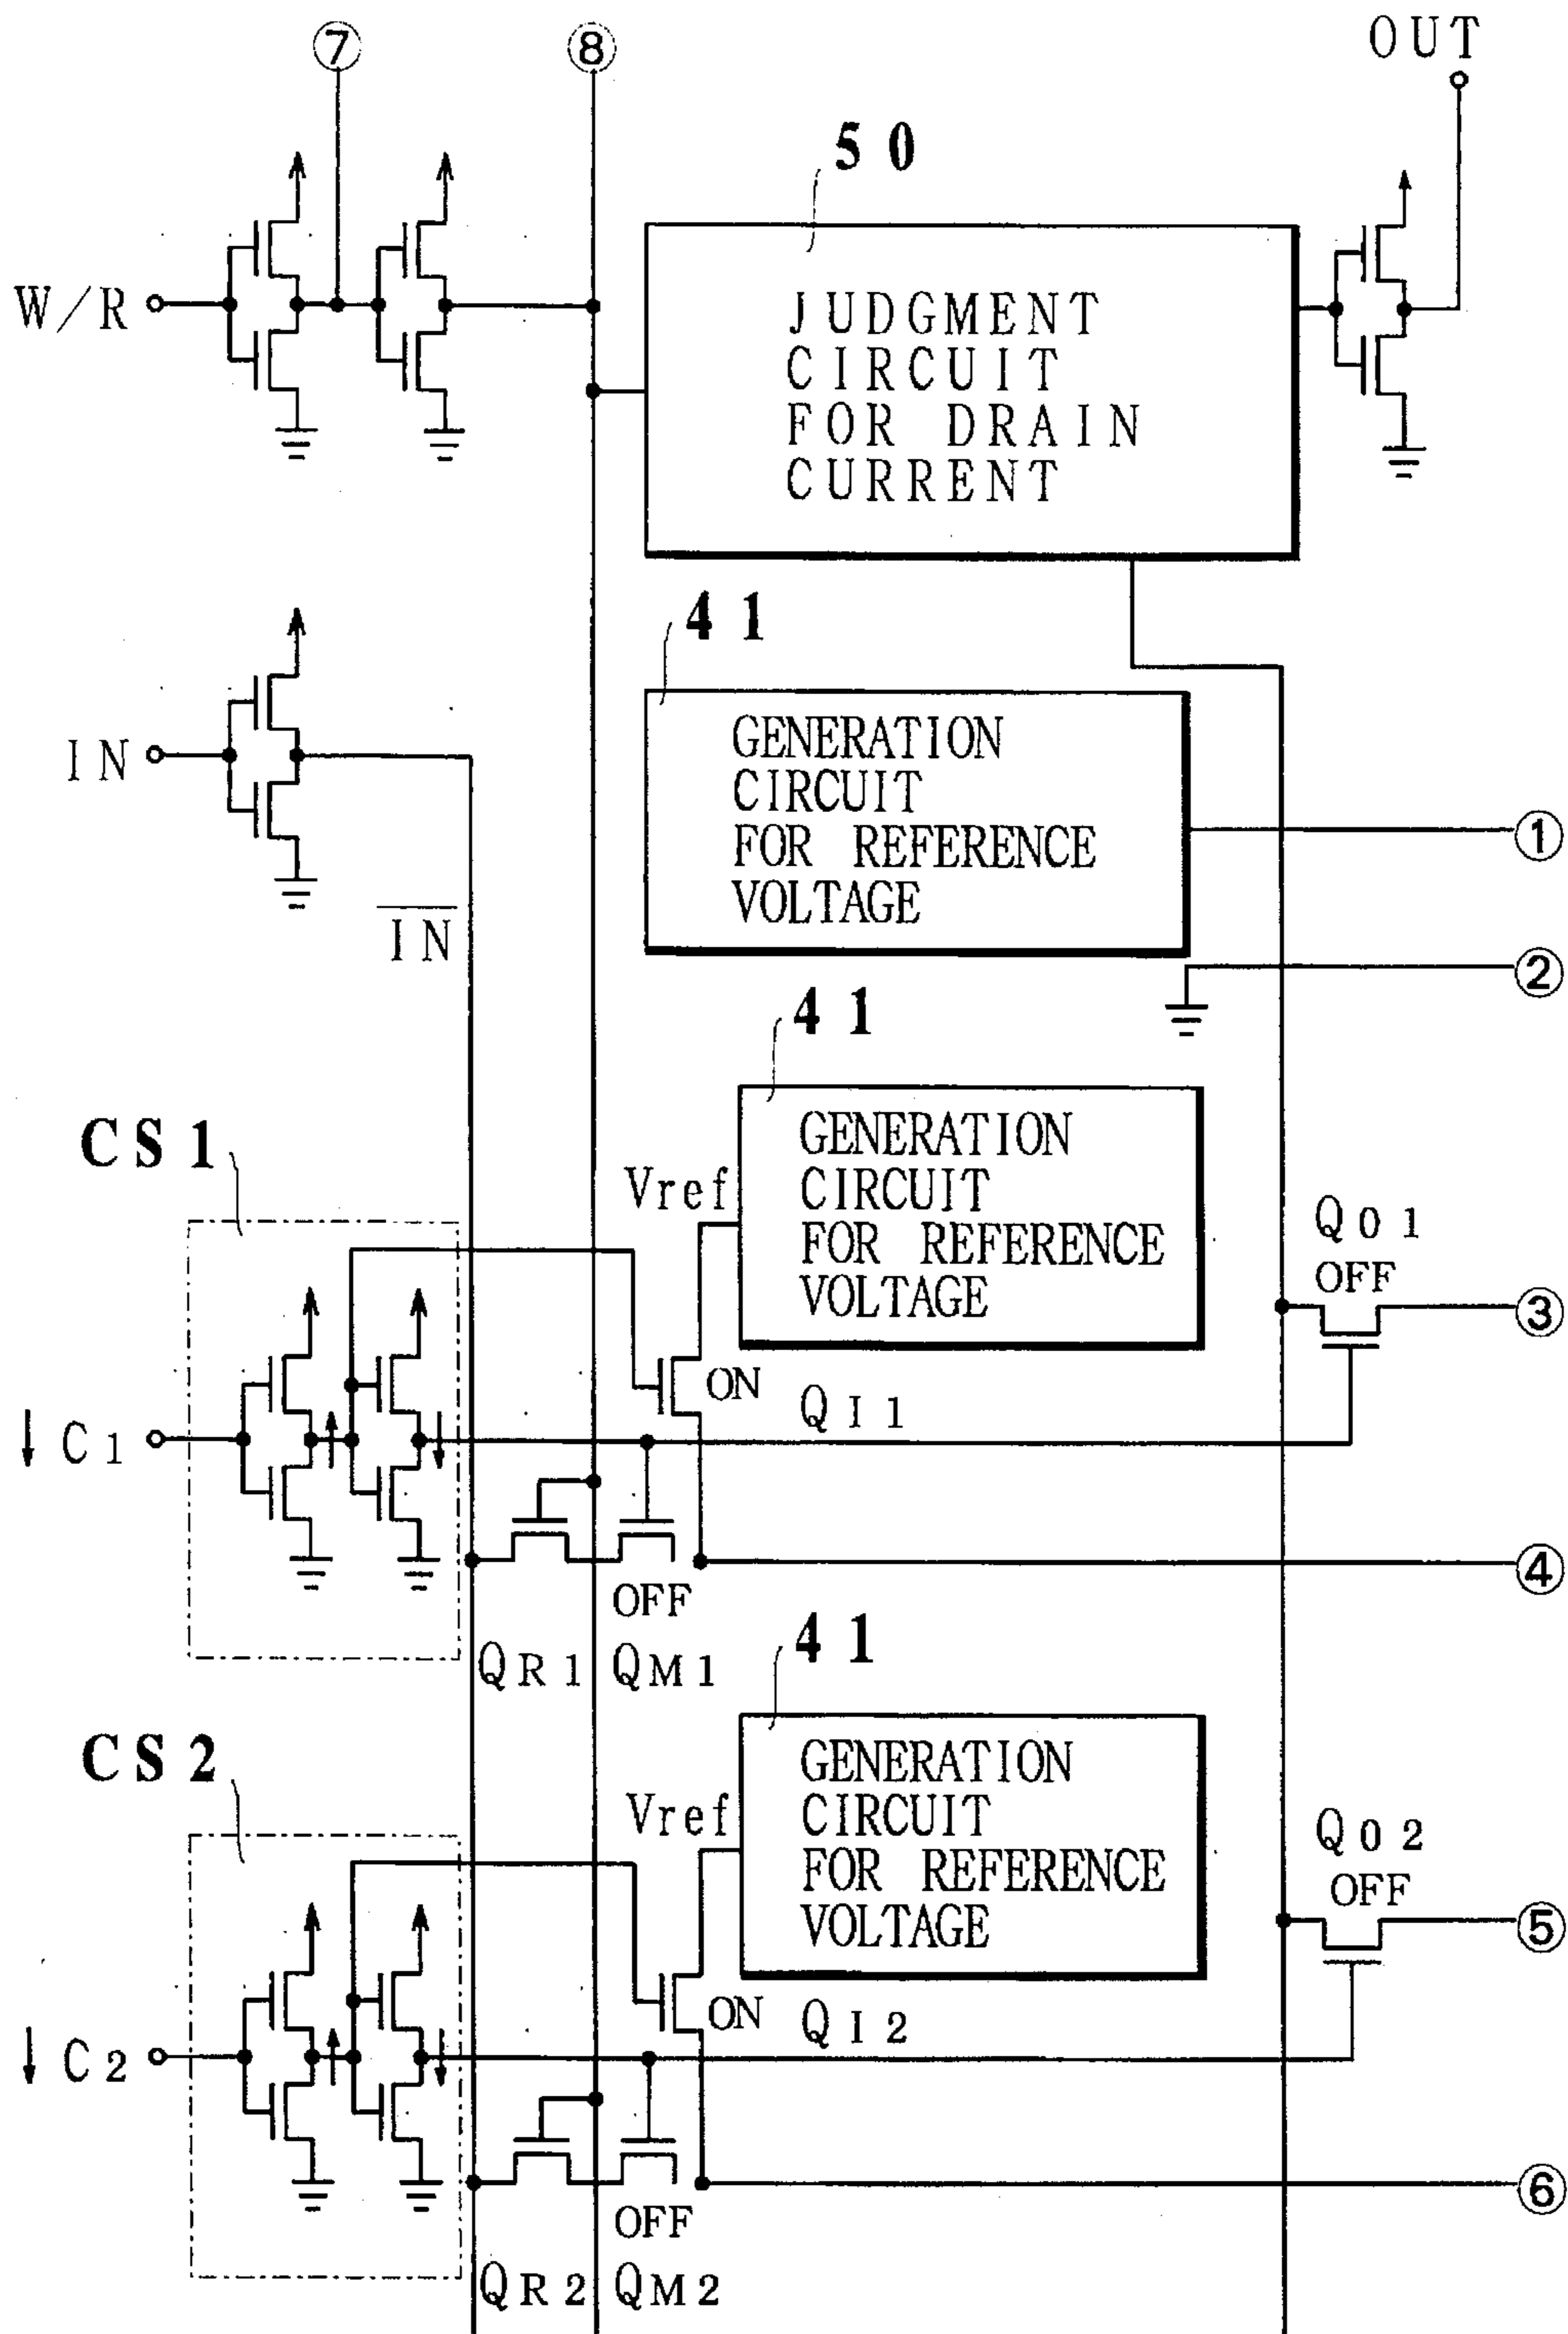 ⑦
⑧
OUT
50
W/R
JUDGMENT
CIRCUIT
FOR DRAIN
CURRENT
41
IN
GENERATION
CIRCUIT
FOR REFERENCE
VOLTAGE
①
IN
②
41
CS1
Vref
GENERATION
CIRCUIT
FOR REFERENCE
VOLTAGE
Q01
OFF
③
ON
QI1
↓ C1
④
OFF
QR1
QM1
41
CS2
Vref
GENERATION
CIRCUIT
FOR REFERENCE
VOLTAGE
Q02
OFF
⑤
ON
QI2
↓ C2
⑥
OFF
QR2
QM2